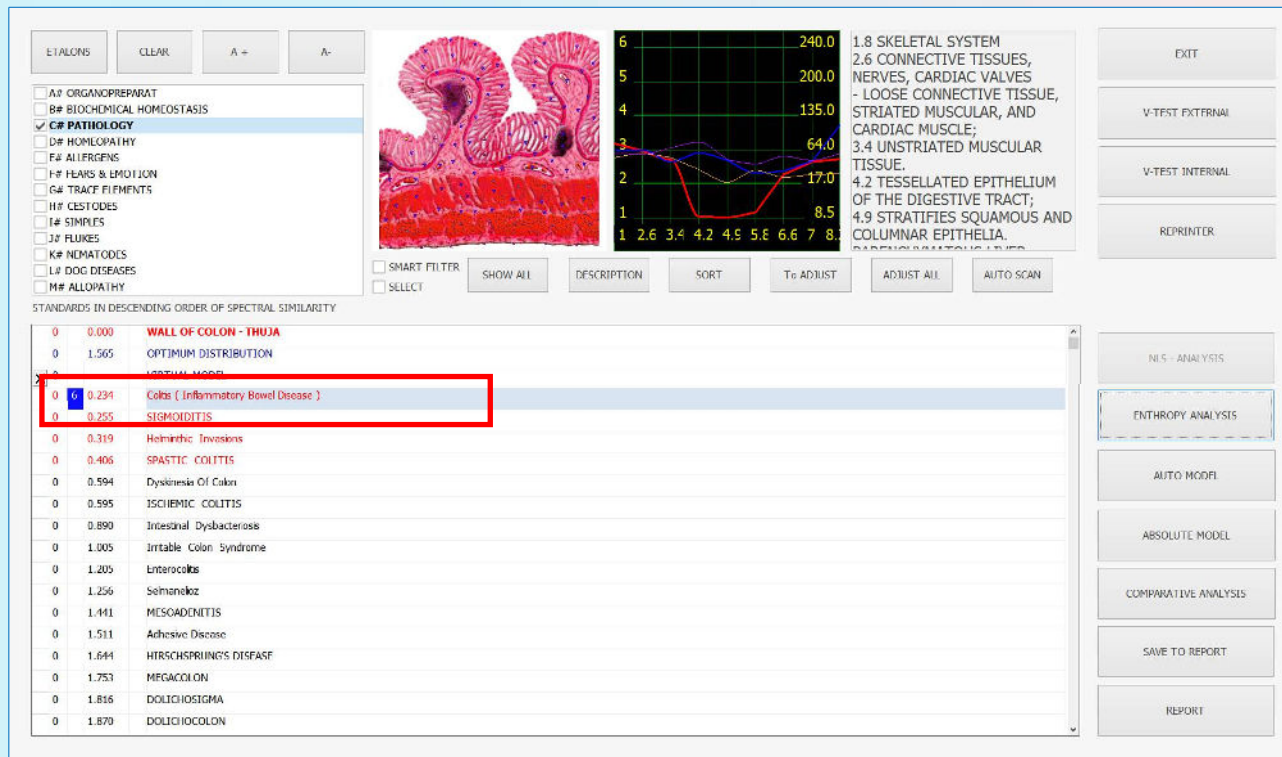 ETALONS
CLEAR
A +
A-
A# ORGANOPREPARAT
B# BIOCHEMICAL HOMEOSTASIS
C# PATHOLOGY
D# HOMEOPATHY
E# ALLERGENS
F# FEARS & EMOTION
G# TRACE ELEMENTS
H# CESTODES
I# SIMPLES
J# FLUKES
K# NEMATODES
L# DOG DISEASES
M# ALLOPATHY
6 240.0
5 200.0
4 135.0
3 64.0
2 17.0
1 8.5
1 2.6 3.4 4.2 4.9 5.8 6.6 7 8.
1.8 SKELETAL SYSTEM
2.6 CONNECTIVE TISSUES,
NERVES, CARDIAC VALVES
- LOOSE CONNECTIVE TISSUE,
STRIATED MUSCULAR, AND
CARDIAC MUSCLE;
3.4 UNSTRIATED MUSCULAR
TISSUE.
4.2 TESSELLATED EPITHELIUM
OF THE DIGESTIVE TRACT;
4.9 STRATIFIES SQUAMOUS AND
COLUMNAR EPITHELIA.
PARENCHYMATOUS LIVER
SMART FILTER
SELECT
SHOW ALL
DESCRIPTION
SORT
To ADJUST
ADJUST ALL
AUTO SCAN
EXIT
V-TEST EXTERNAL
V-TEST INTERNAL
REPRINTER
STANDARDS IN DESCENDING ORDER OF SPECTRAL SIMILARITY
0 0.000 WALL OF COLON - THUJA
0 1.565 OPTIMUM DISTRIBUTION
VIRTUAL MODEL
0 6 0.234 Colitis ( Inflammatory Bowel Disease )
0 0.255 SIGMOIDITIS
0 0.319 Helminthic Invasions
0 0.406 SPASTIC COLITIS
0 0.594 Dyskinesia Of Colon
0 0.595 ISCHEMIC COLITIS
0 0.890 Intestinal Dysbacteriosis
0 1.005 Irritable Colon Syndrome
0 1.205 Enterocolitis
0 1.256 Selmaneloz
0 1.441 MESOADENITIS
0 1.511 Adhesive Disease
0 1.644 HIRSCHSPRUNG'S DISEASE
0 1.753 MEGACOLON
0 1.816 DOLICHOSIGMA
0 1.870 DOLICHOCOLON
NLS - ANALYSIS
ENTHROPY ANALYSIS
AUTO MODEL
ABSOLUTE MODEL
COMPARATIVE ANALYSIS
SAVE TO REPORT
REPORT